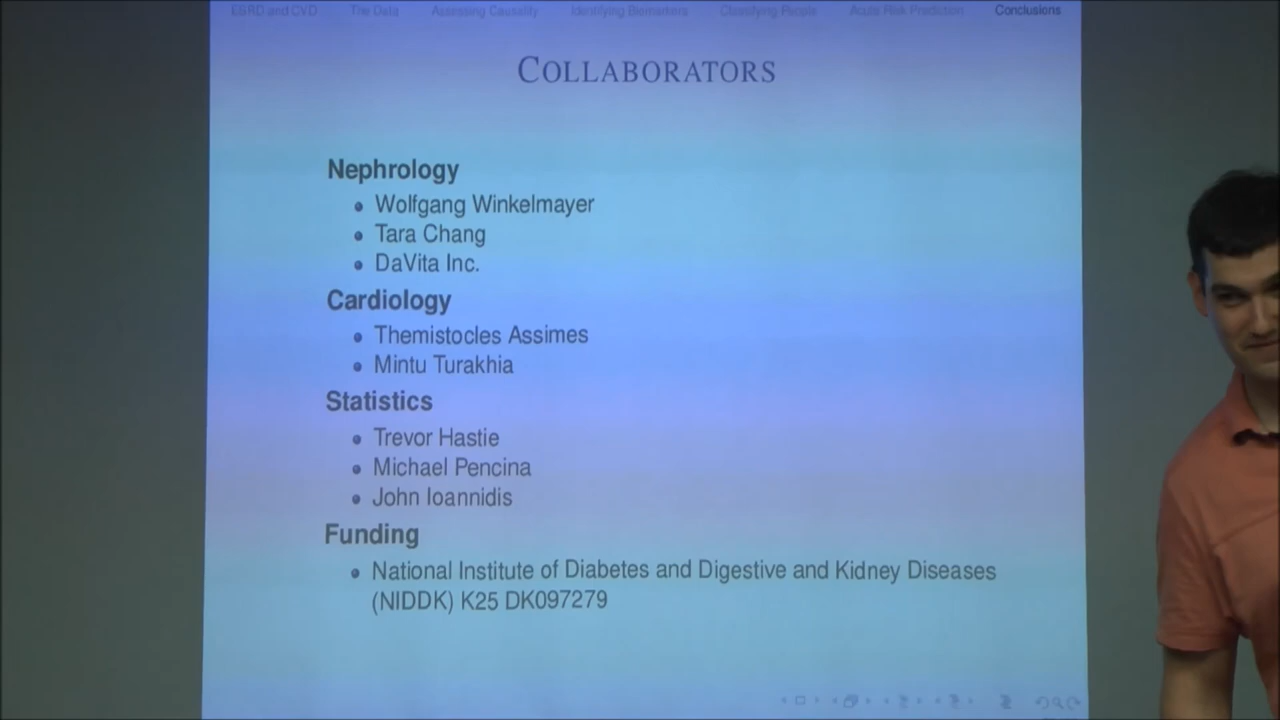 ESRD and CVD The Data Assessing Causality Identifying Biomarkers Classifying People Acute Risk Prediction Conclusions
COLLABORATORS
Nephrology
Wolfgang Winkelmayer
Tara Chang
DaVita Inc.
Cardiology
Themistocles Assimes
Mintu Turakhia
Statistics
Trevor Hastie
Michael Pencina
John Ioannidis
Funding
National Institute of Diabetes and Digestive and Kidney Diseases
(NIDDK) K25 DK097279